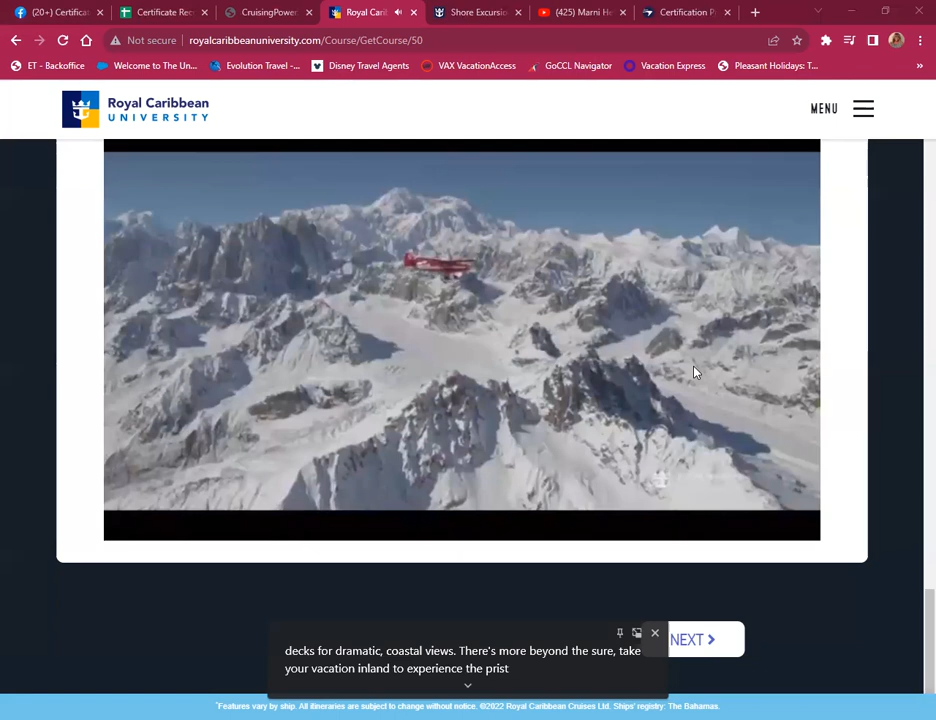 (20+) Certificat
Certificate Rec
CruisingPower
Royal Carib
Shore Excursio
(425) Marni He
Certification P
Not secure
royalcaribbeanuniversity.com/Course/GetCourse/50
ET - Backoffice
Welcome to The Un...
Evolution Travel -...
Disney Travel Agents
VAX VacationAccess
GoCCL Navigator
Vacation Express
Pleasant Holidays: T...
»
Royal Caribbean
UNIVERSITY
MENU
NEXT >
decks for dramatic, coastal views. There's more beyond the sure, take
your vacation inland to experience the prist
*Features vary by ship. All itineraries are subject to change without notice. ©2022 Royal Caribbean Cruises Ltd. Ships' registry: The Bahamas.